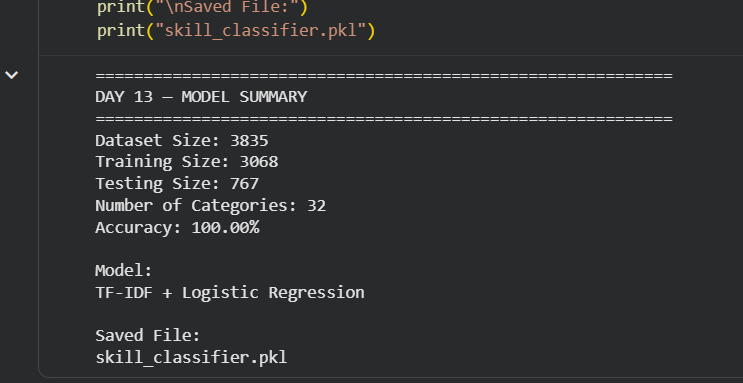 print("\nSaved File:")
print("skill_classifier.pkl")
============================================================
DAY 13 — MODEL SUMMARY
============================================================
Dataset Size: 3835
Training Size: 3068
Testing Size: 767
Number of Categories: 32
Accuracy: 100.00%
Model:
TF-IDF + Logistic Regression
Saved File:
skill_classifier.pkl